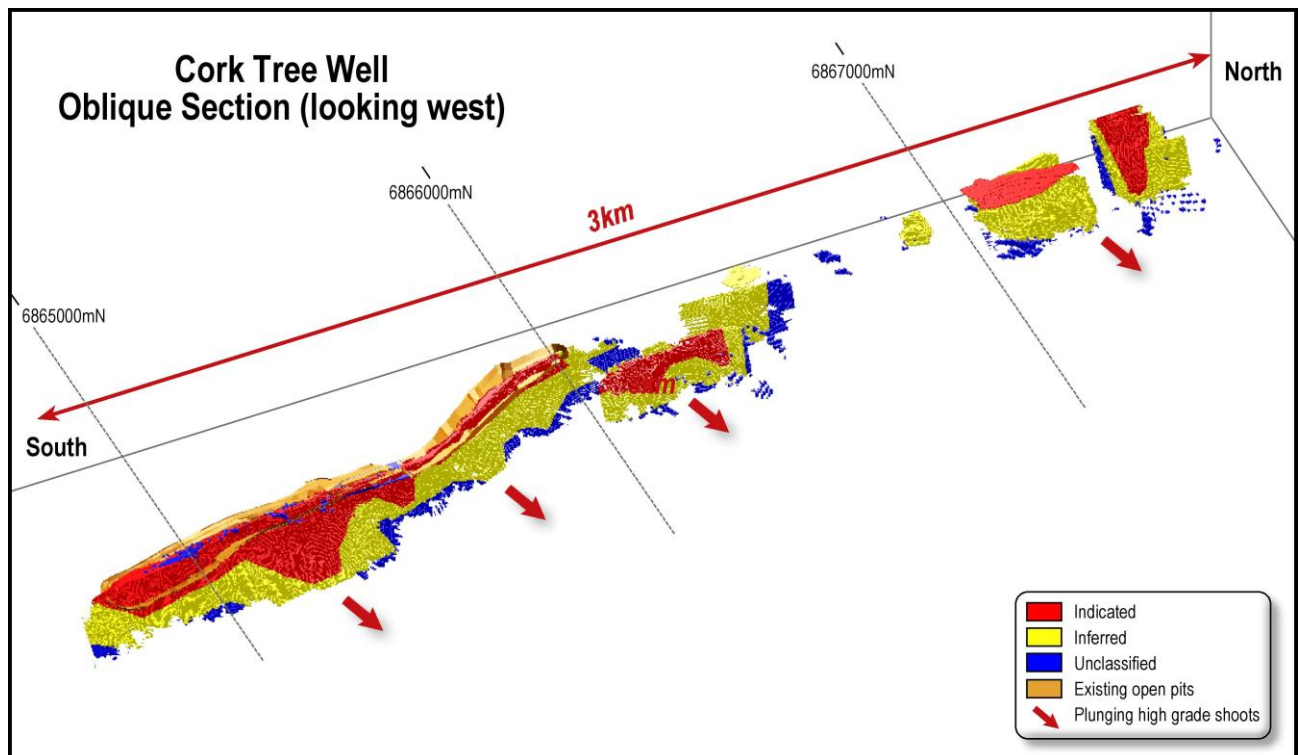 Cork Tree Well
Oblique Section (looking west)
6867000mN
North
6866000mN
3km
6865000mN
South
m
Indicated
Inferred
Unclassified
Existing open pits
Plunging high grade shoots